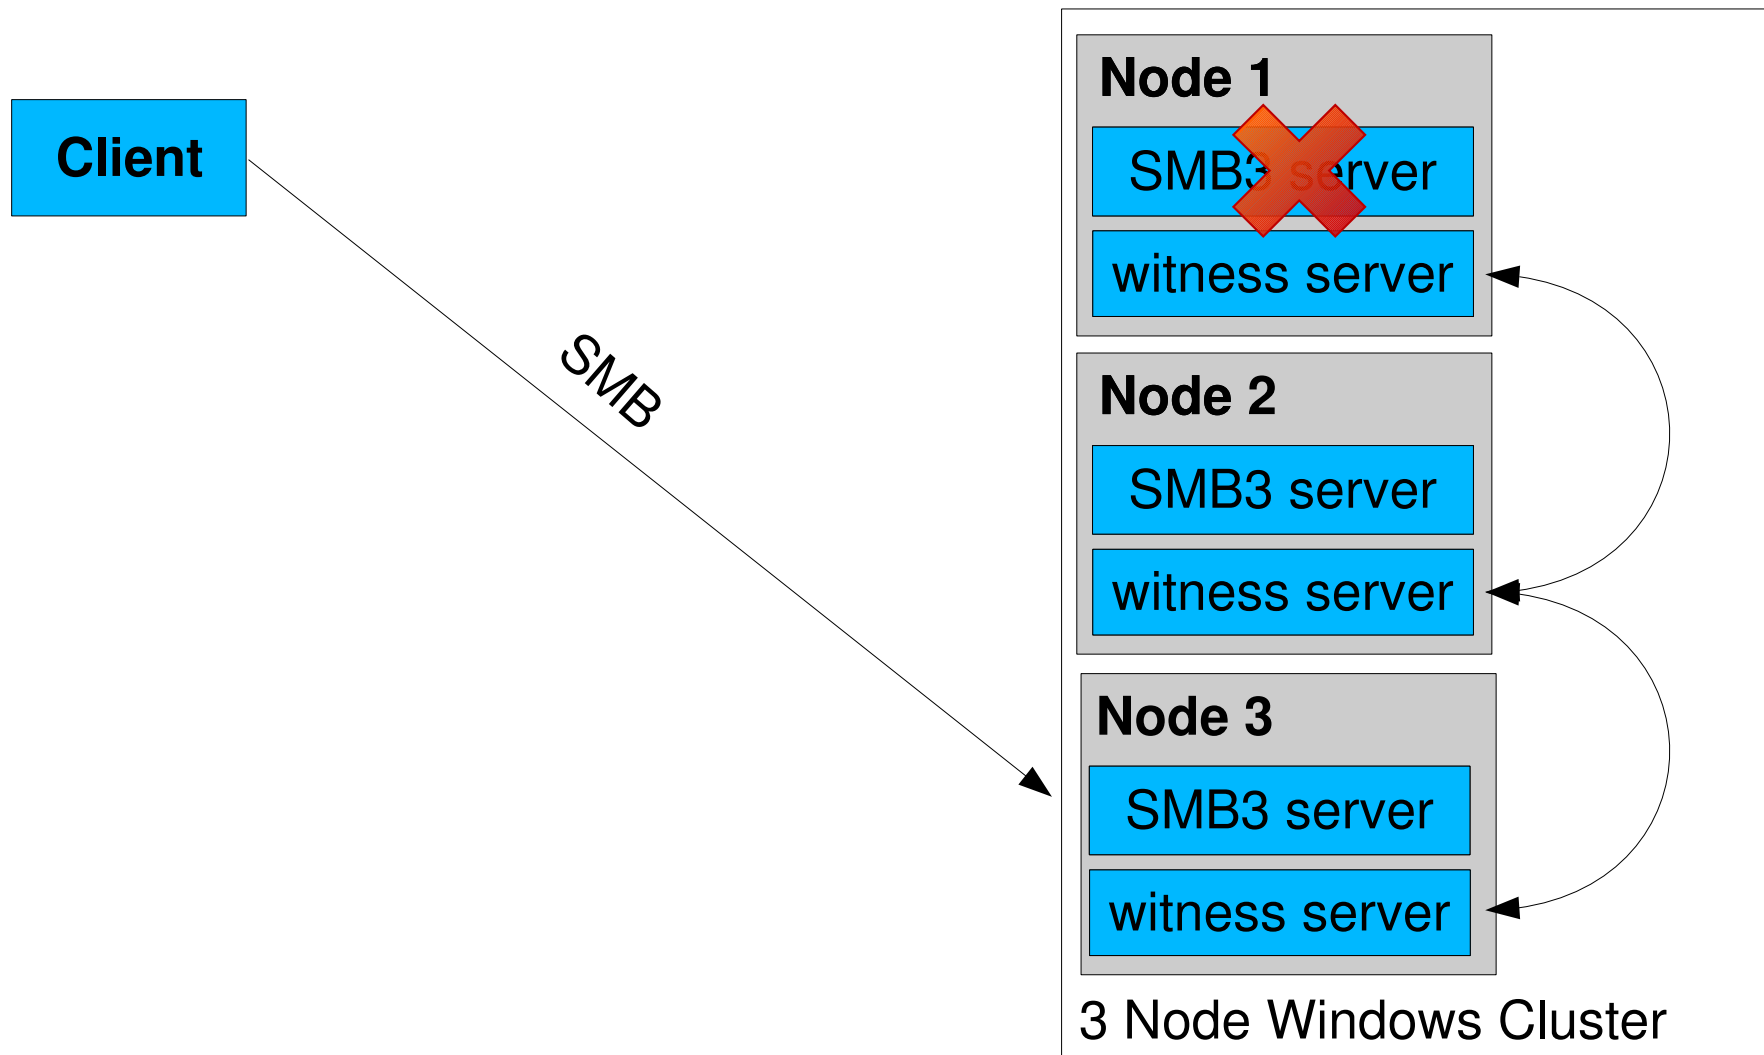 Client
SMB
Node 1
SMB3 server
witness server
Node 2
SMB3 server
witness server
Node 3
SMB3 server
witness server
3 Node Windows Cluster